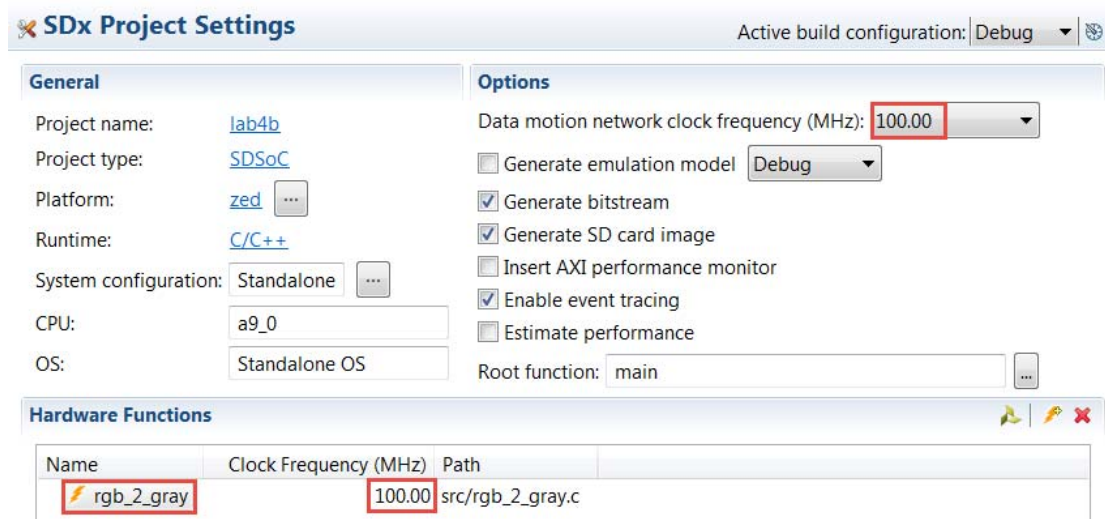 SDx Project Settings
Active build configuration: Debug
General
Project name: lab4b
Project type: SDSoC
Platform: zed ...
Runtime: C/C++
System configuration: Standalone ...
CPU: a9_0
OS: Standalone OS
Options
Data motion network clock frequency (MHz): 100.00
Generate emulation model Debug
Generate bitstream
Generate SD card image
Insert AXI performance monitor
Enable event tracing
Estimate performance
Root function: main ...
Hardware Functions
Name Clock Frequency (MHz) Path
rgb_2_gray 100.00 src/rgb_2_gray.c